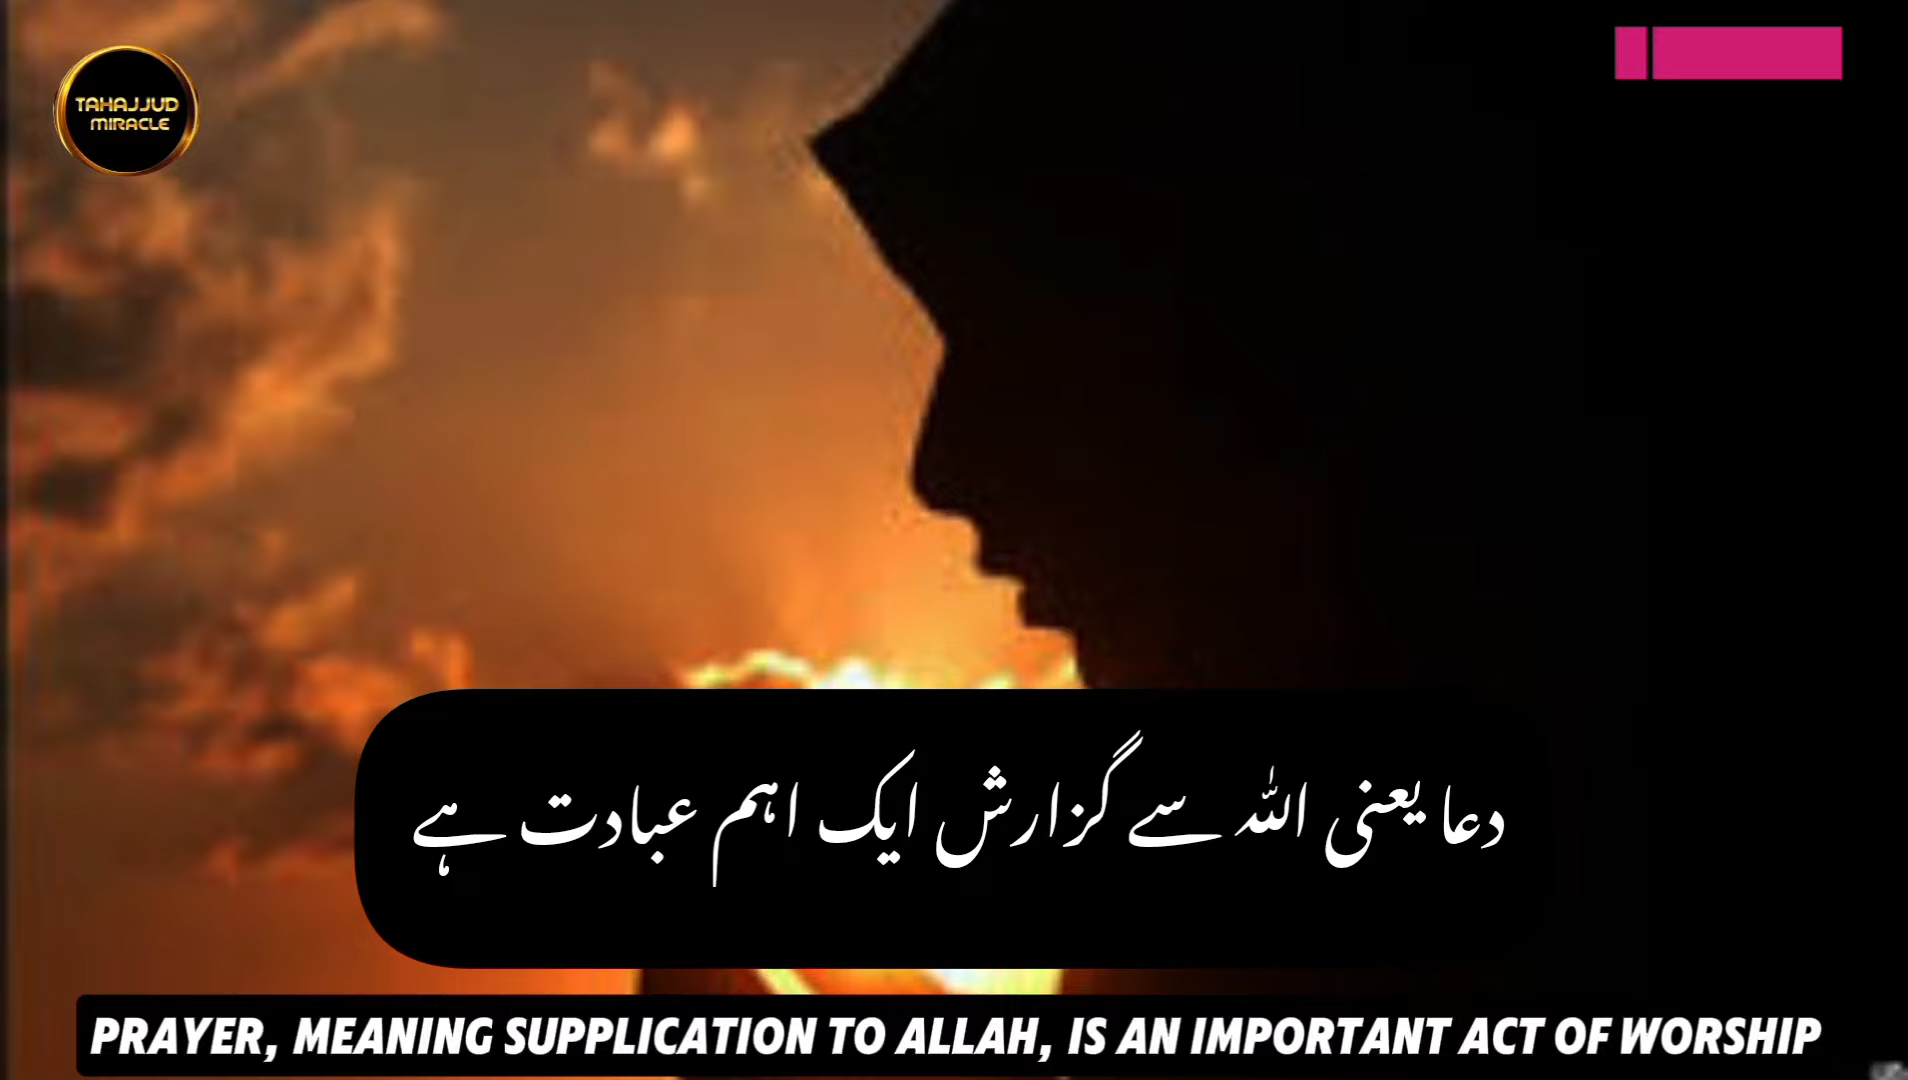 TAHAJJUD
MIRACLE
دعا یعنی اللہ سے گزارش ایک اہم عبادت ہے
PRAYER, MEANING SUPPLICATION TO ALLAH, IS AN IMPORTANT ACT OF WORSHIP